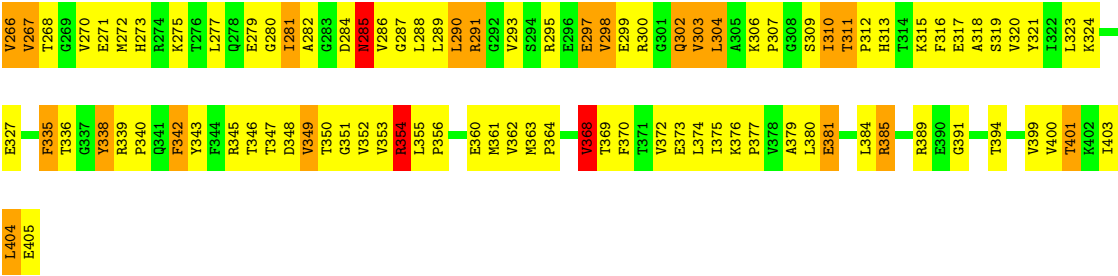 V266 V267 T268 G269 V270 E271 M272 H273 R274 K275 T276 L277 Q278 E279 G280 I281 A282 G283 D284 N285 V286 G287 L288 L289 L290 R291 G292 V293 S294 R295 E296 E297 V298 E299 R300 G301 Q302 V303 L304 A305 K306 P307 G308 S309 I310 T311 P312 H313 T314 K315 F316 E317 A318 S319 V320 Y321 I322 L323 K324
E327 F335 T336 G337 Y338 R339 P340 Q341 F342 Y343 F344 R345 T346 T347 D348 V349 T350 G351 V352 V353 R354 L355 P356 E360 M361 V362 M363 P364 V368 T369 F370 T371 V372 E373 L374 I375 K376 P377 V378 A379 L380 E381 L384 R385 R389 E390 G391 T394 V399 V400 T401 K402 I403
L404 E405